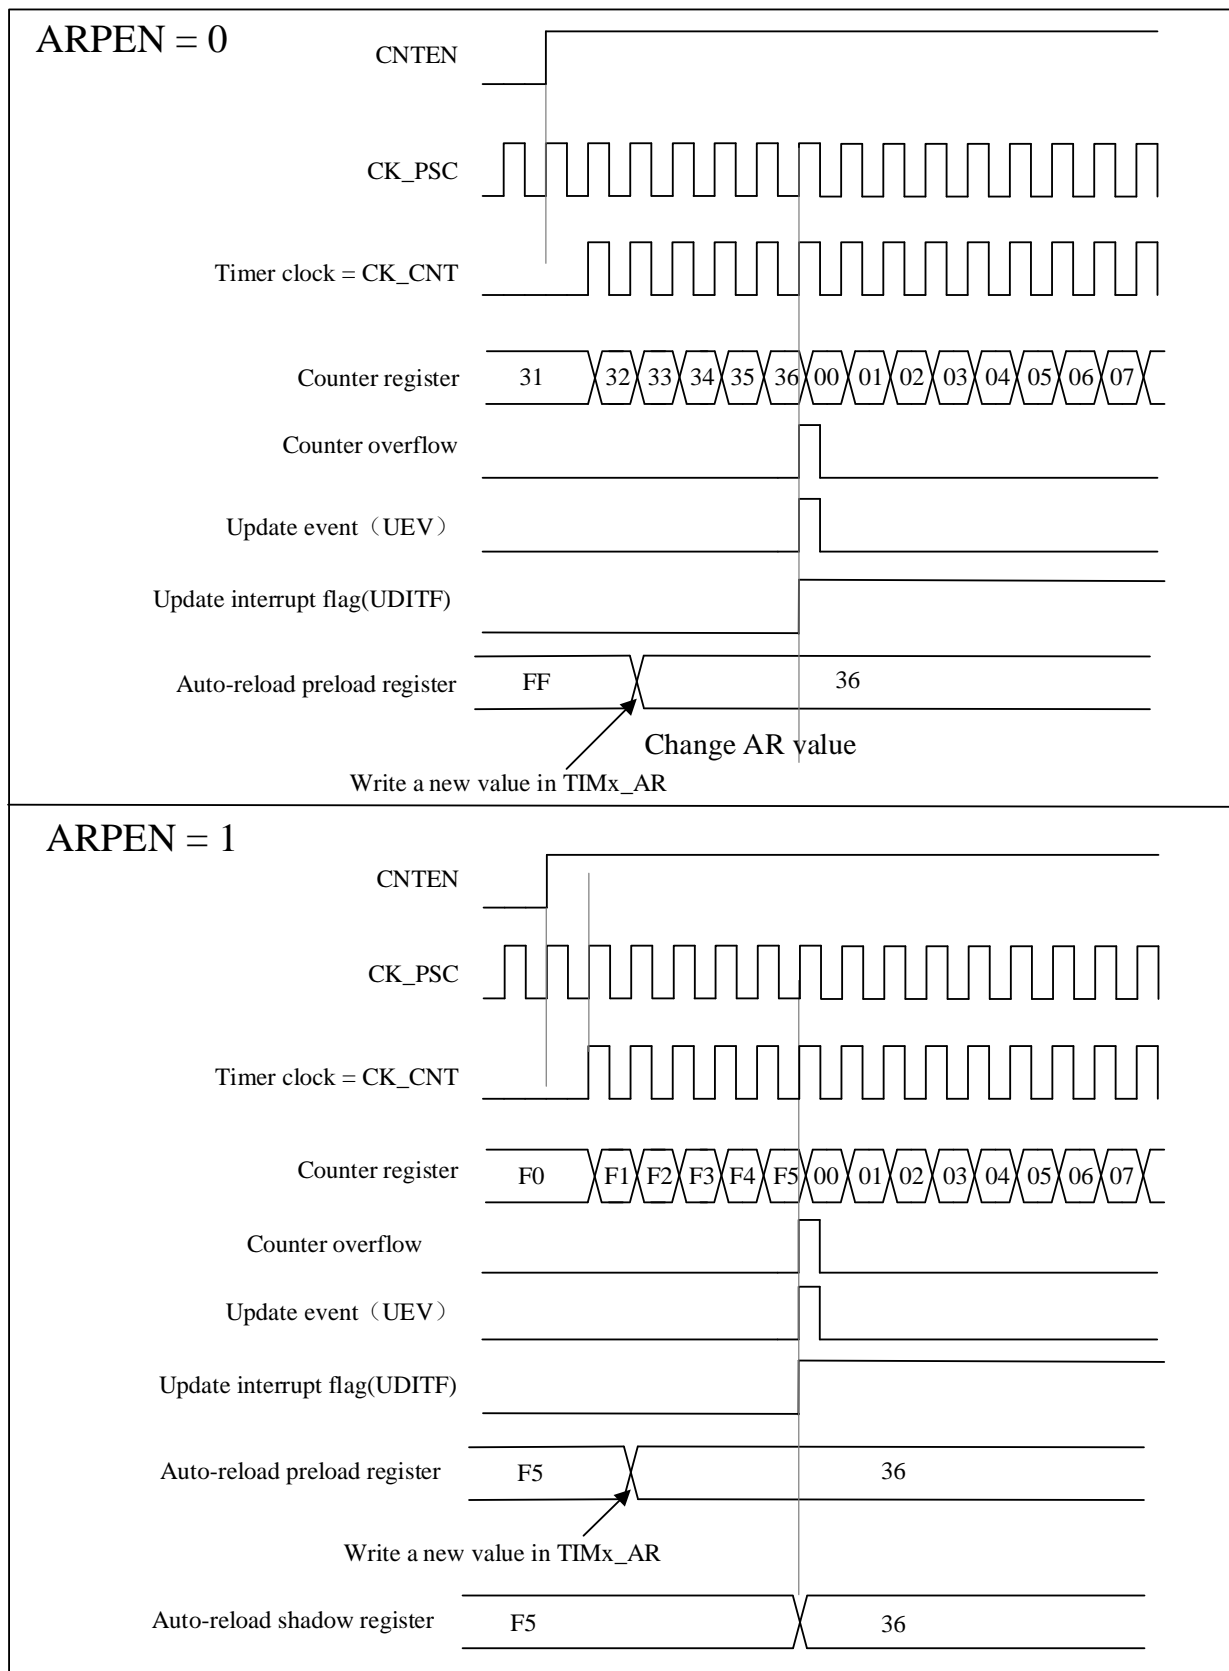 ARPEN = 0
CNTEN
CK_PSC
Timer clock = CK_CNT
Counter register 31 32 33 34 35 36 00 01 02 03 04 05 06 07
Counter overflow
Update event（UEV）
Update interrupt flag(UDITF)
Auto-reload preload register FF 36
Change AR value
Write a new value in TIMx_AR
ARPEN = 1
CNTEN
CK_PSC
Timer clock = CK_CNT
Counter register F0 F1 F2 F3 F4 F5 00 01 02 03 04 05 06 07
Counter overflow
Update event（UEV）
Update interrupt flag(UDITF)
Auto-reload preload register F5 36
Write a new value in TIMx_AR
Auto-reload shadow register F5 36